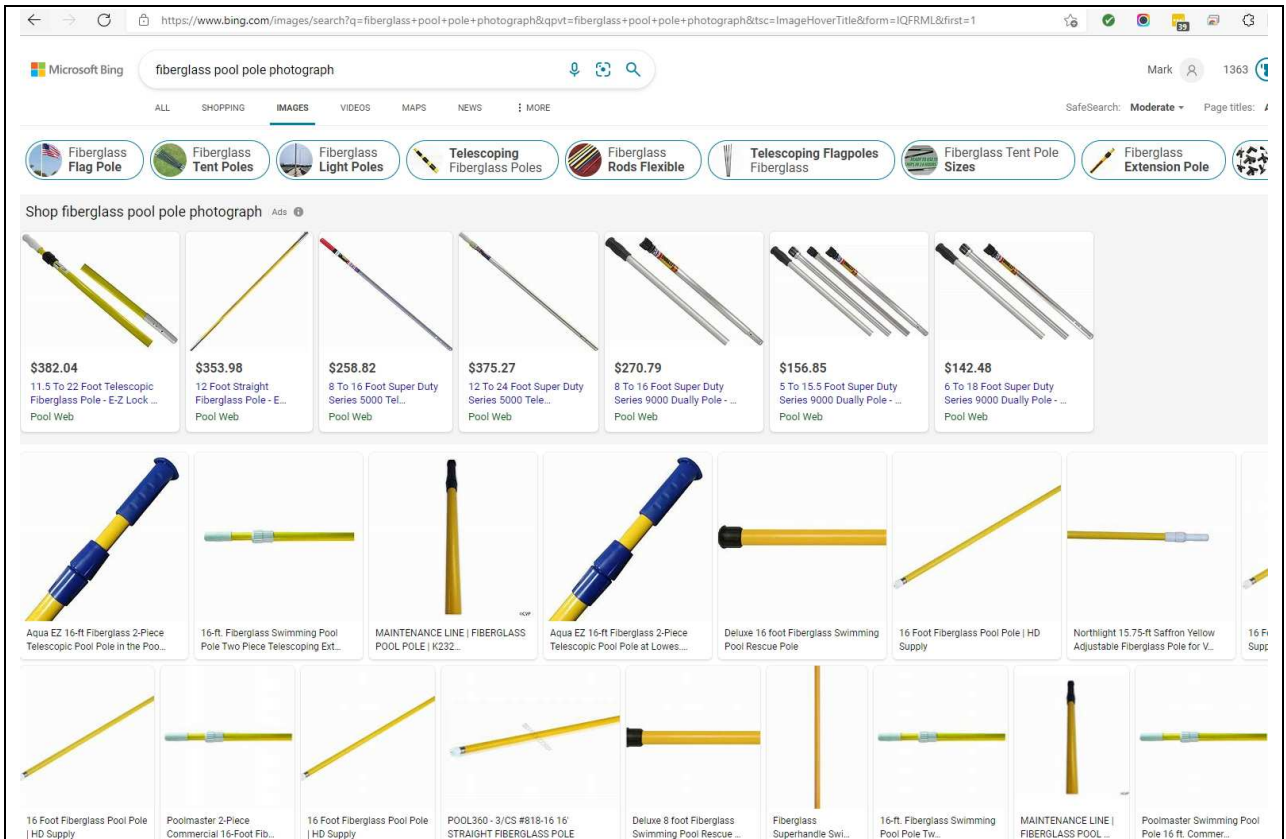 https://www.bing.com/images/search?q=fiberglass+pool+pole+photograph&qpvt=fiberglass+pool+pole+photograph&tsc=ImageHoverTitle&form=IQFRML&first=1
39
Microsoft Bing
fiberglass pool pole photograph
Mark
1363
ALL SHOPPING IMAGES VIDEOS MAPS NEWS MORE
SafeSearch: Moderate
Page titles:
Fiberglass
Flag Pole
Fiberglass
Tent Poles
Fiberglass
Light Poles
Telescoping
Fiberglass Poles
Fiberglass
Rods Flexible
Telescoping Flagpoles
Fiberglass
Fiberglass Tent Pole
Sizes
Fiberglass
Extension Pole
Shop fiberglass pool pole photograph Ads
$382.04
11.5 To 22 Foot Telescopic
Fiberglass Pole - E-Z Lock ...
Pool Web
$353.98
12 Foot Straight
Fiberglass Pole - E...
Pool Web
$258.82
8 To 16 Foot Super Duty
Series 5000 Tel...
Pool Web
$375.27
12 To 24 Foot Super Duty
Series 5000 Tele...
Pool Web
$270.79
8 To 16 Foot Super Duty
Series 9000 Dually Pole - ...
Pool Web
$156.85
5 To 15.5 Foot Super Duty
Series 9000 Dually Pole - ...
Pool Web
$142.48
6 To 18 Foot Super Duty
Series 9000 Dually Pole - ...
Pool Web
Aqua EZ 16-ft Fiberglass 2-Piece
Telescopic Pool Pole in the Poo...
16-ft. Fiberglass Swimming Pool
Pole Two Piece Telescoping Ext...
MAINTENANCE LINE | FIBERGLASS
POOL POLE | K232...
Aqua EZ 16-ft Fiberglass 2-Piece
Telescopic Pool Pole at Lowes....
Deluxe 16 foot Fiberglass Swimming
Pool Rescue Pole
16 Foot Fiberglass Pool Pole | HD
Supply
Northlight 15.75-ft Saffron Yellow
Adjustable Fiberglass Pole for V...
16 F
Supp
16 Foot Fiberglass Pool Pole
| HD Supply
Poolmaster 2-Piece
Commercial 16-Foot Fib...
16 Foot Fiberglass Pool Pole
| HD Supply
POOL360 - 3/CS #818-16 16'
STRAIGHT FIBERGLASS POLE
Deluxe 8 foot Fiberglass
Swimming Pool Rescue ...
Fiberglass
Superhandle Swi...
16-ft. Fiberglass Swimming
Pool Pole Tw...
MAINTENANCE LINE |
FIBERGLASS POOL ...
Poolmaster Swimming Pool
Pole 16 ft. Commer...